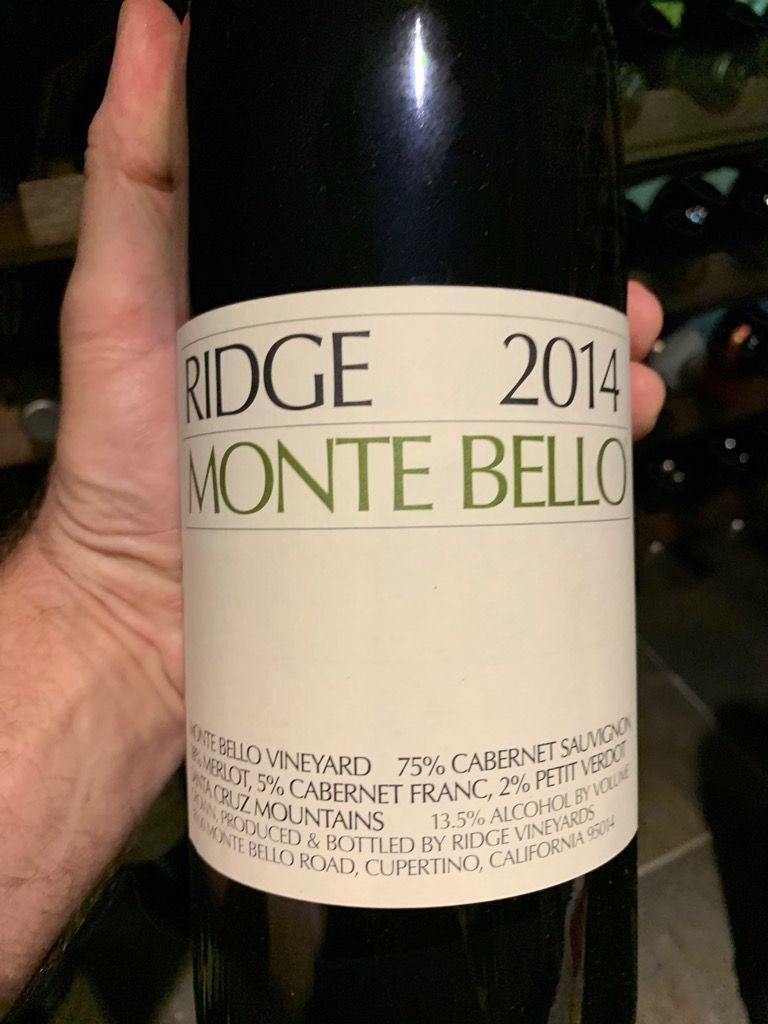 RIDGE 2014
MONTE BELLO
MONTE BELLO VINEYARD 75% CABERNET SAUVIGNON
MERLOT, 5% CABERNET FRANC, 2% PETIT VERDOT
SANTA CRUZ MOUNTAINS 13.5% ALCOHOL BY VOLUME
PRODUCED & BOTTLED BY RIDGE VINEYARDS
MONTE BELLO ROAD, CUPERTINO, CALIFORNIA 95014